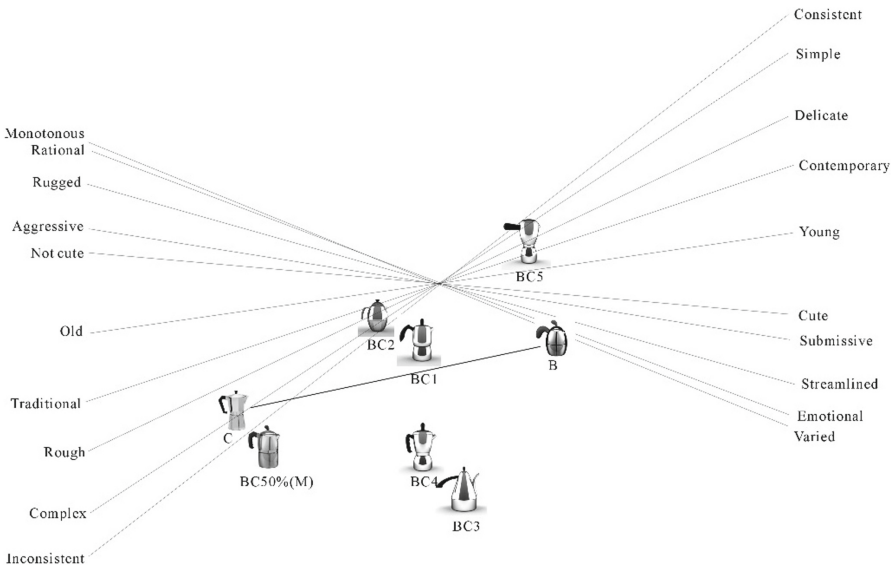 Consistent
Simple
Delicate
Contemporary
Young
Cute
Submissive
Streamlined
Emotional
Varied
Monotonous
Rational
Rugged
Aggressive
Not cute
Old
Traditional
Rough
Complex
Inconsistent
BC5
BC2
BC1
B
C
BC50%(M)
BC4
BC3